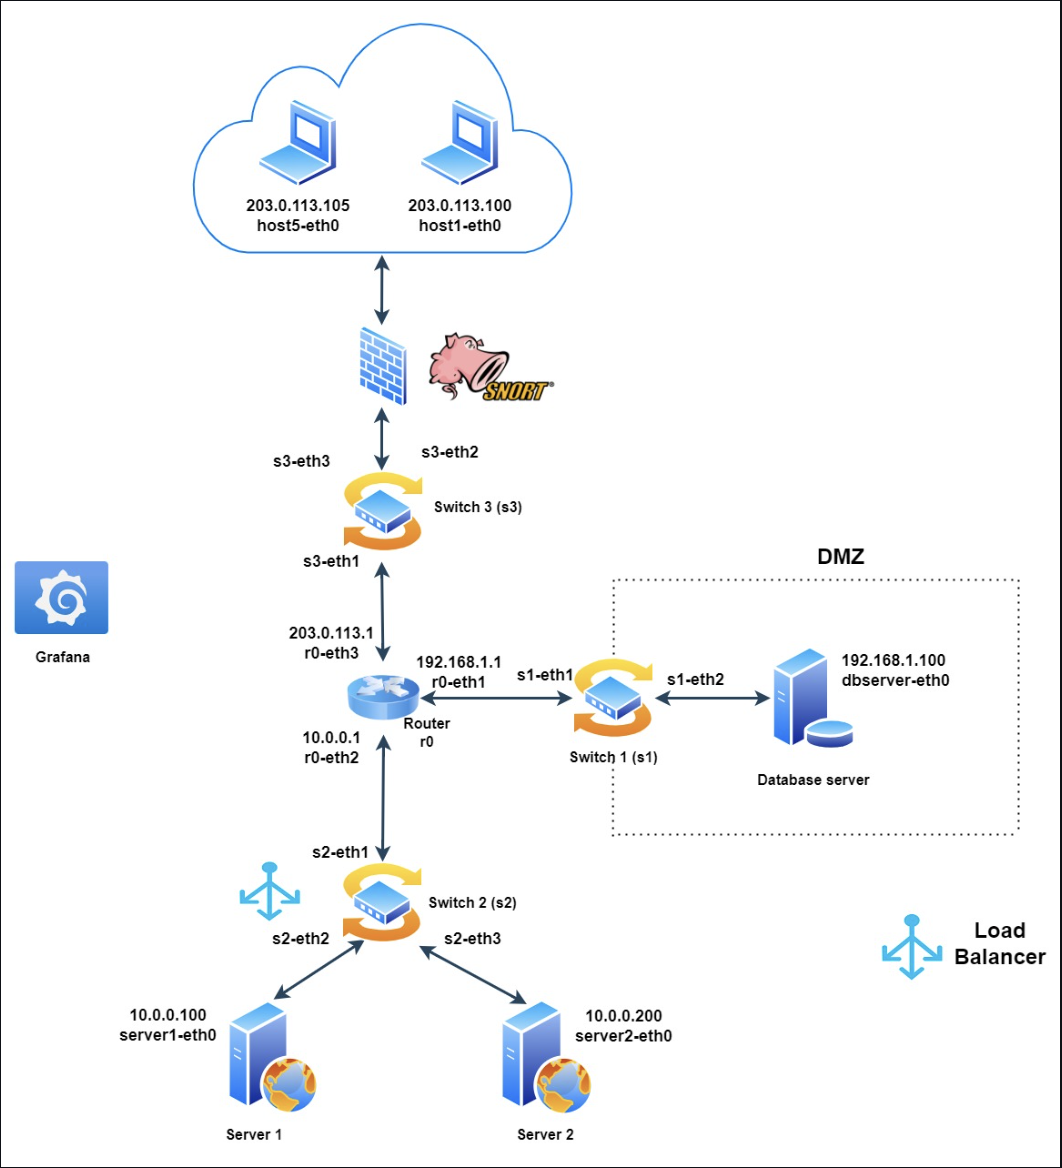 203.0.113.105
host5-eth0
203.0.113.100
host1-eth0
SNORT®
s3-eth3
s3-eth2
Switch 3 (s3)
s3-eth1
DMZ
Grafana
203.0.113.1
r0-eth3
192.168.1.1
r0-eth1
s1-eth1
s1-eth2
192.168.1.100
dbserver-eth0
Router
r0
10.0.0.1
r0-eth2
Switch 1 (s1)
Database server
s2-eth1
Switch 2 (s2)
s2-eth2
s2-eth3
Load
Balancer
10.0.0.100
server1-eth0
10.0.0.200
server2-eth0
Server 1
Server 2